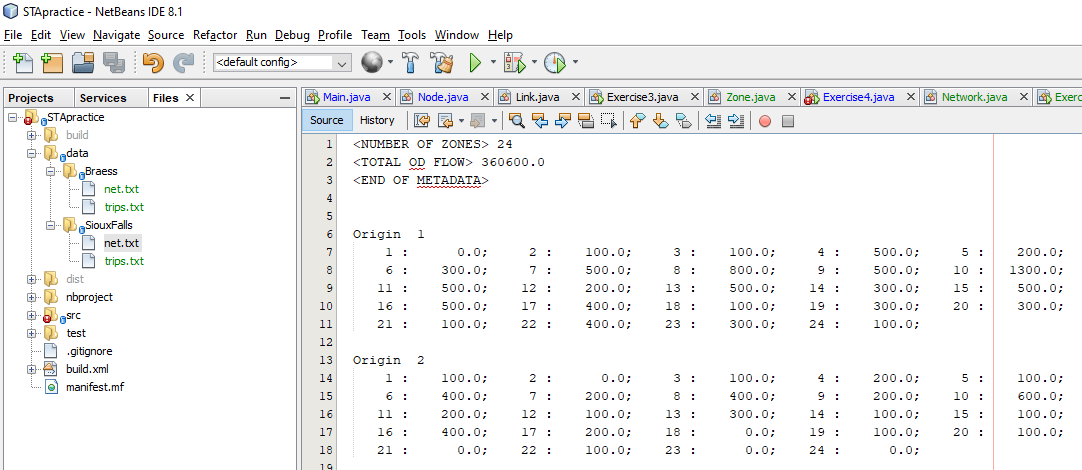 STApractice - NetBeans IDE 8.1
File Edit View Navigate Source Refactor Run Debug Profile Team Tools Window Help
<default config>
Projects Services Files
STApractice
build
data
Braess
net.txt
trips.txt
SiouxFalls
net.txt
trips.txt
dist
nbproject
src
test
.gitignore
build.xml
manifest.mf
Main.java Node.java Link.java Exercise3.java Zone.java Exercise4.java Network.java Exerc
Source History
1 <NUMBER OF ZONES> 24
2 <TOTAL OD FLOW> 360600.0
3 <END OF METADATA>
4
5
6 Origin 1
7 1 : 0.0; 2 : 100.0; 3 : 100.0; 4 : 500.0; 5 : 200.0;
8 6 : 300.0; 7 : 500.0; 8 : 800.0; 9 : 500.0; 10 : 1300.0;
9 11 : 500.0; 12 : 200.0; 13 : 500.0; 14 : 300.0; 15 : 500.0;
10 16 : 500.0; 17 : 400.0; 18 : 100.0; 19 : 300.0; 20 : 300.0;
11 21 : 100.0; 22 : 400.0; 23 : 300.0; 24 : 100.0;
12
13 Origin 2
14 1 : 100.0; 2 : 0.0; 3 : 100.0; 4 : 200.0; 5 : 100.0;
15 6 : 400.0; 7 : 200.0; 8 : 400.0; 9 : 200.0; 10 : 600.0;
16 11 : 200.0; 12 : 100.0; 13 : 300.0; 14 : 100.0; 15 : 100.0;
17 16 : 400.0; 17 : 200.0; 18 : 0.0; 19 : 100.0; 20 : 100.0;
18 21 : 0.0; 22 : 100.0; 23 : 0.0; 24 : 0.0;
19